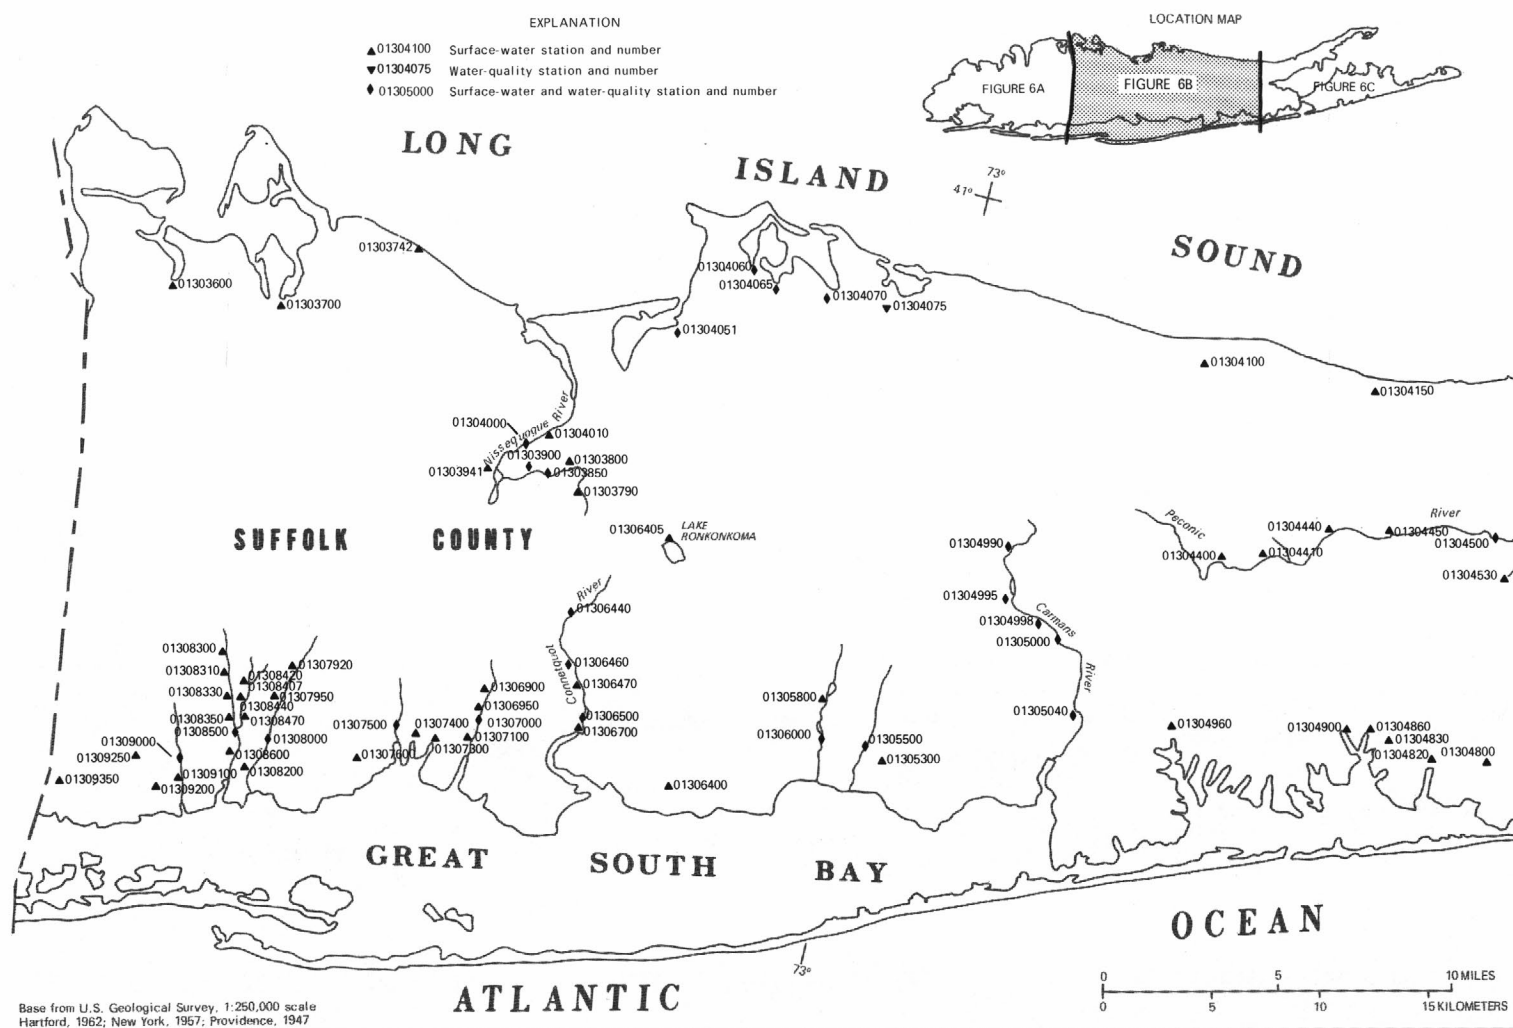 EXPLANATION
01304100 Surface-water station and number
01304075 Water-quality station and number
01305000 Surface-water and water-quality station and number
LOCATION MAP
FIGURE 6A
FIGURE 6B
FIGURE 6C
LONG
ISLAND
SOUND
73°
41°
01303742
01303600
01303700
01304060
01304065
01304070
01304075
01304051
01304100
01304150
Nissequogue River
01304000
01304010
01303900
01303800
01303941
01303850
01303790
SUFFOLK COUNTY
01306405
LAKE
RONKONKOMA
Peconic
River
01304440
01304450
01304400
01304410
01304500
01304530
01304990
01304995
01304998
01305000
Carmans
River
01305040
Connetquot
River
01306440
01306460
01306470
01306500
01306700
01308300
01308310
01308330
01308350
01308500
01307920
01308420
01308407
01307950
01308440
01308470
01308000
01308600
01308200
01309000
01309250
01309350
01309100
01309200
01307500
01307400
01307600
01307300
01306900
01306950
01307000
01307100
01306400
01305800
01306000
01305500
01305300
01304960
01304900
01304860
01304830
01304820
01304800
GREAT SOUTH BAY
ATLANTIC
OCEAN
73°
0 5 10 MILES
0 5 10 15 KILOMETERS
Base from U.S. Geological Survey, 1:250,000 scale
Hartford, 1962; New York, 1957; Providence, 1947